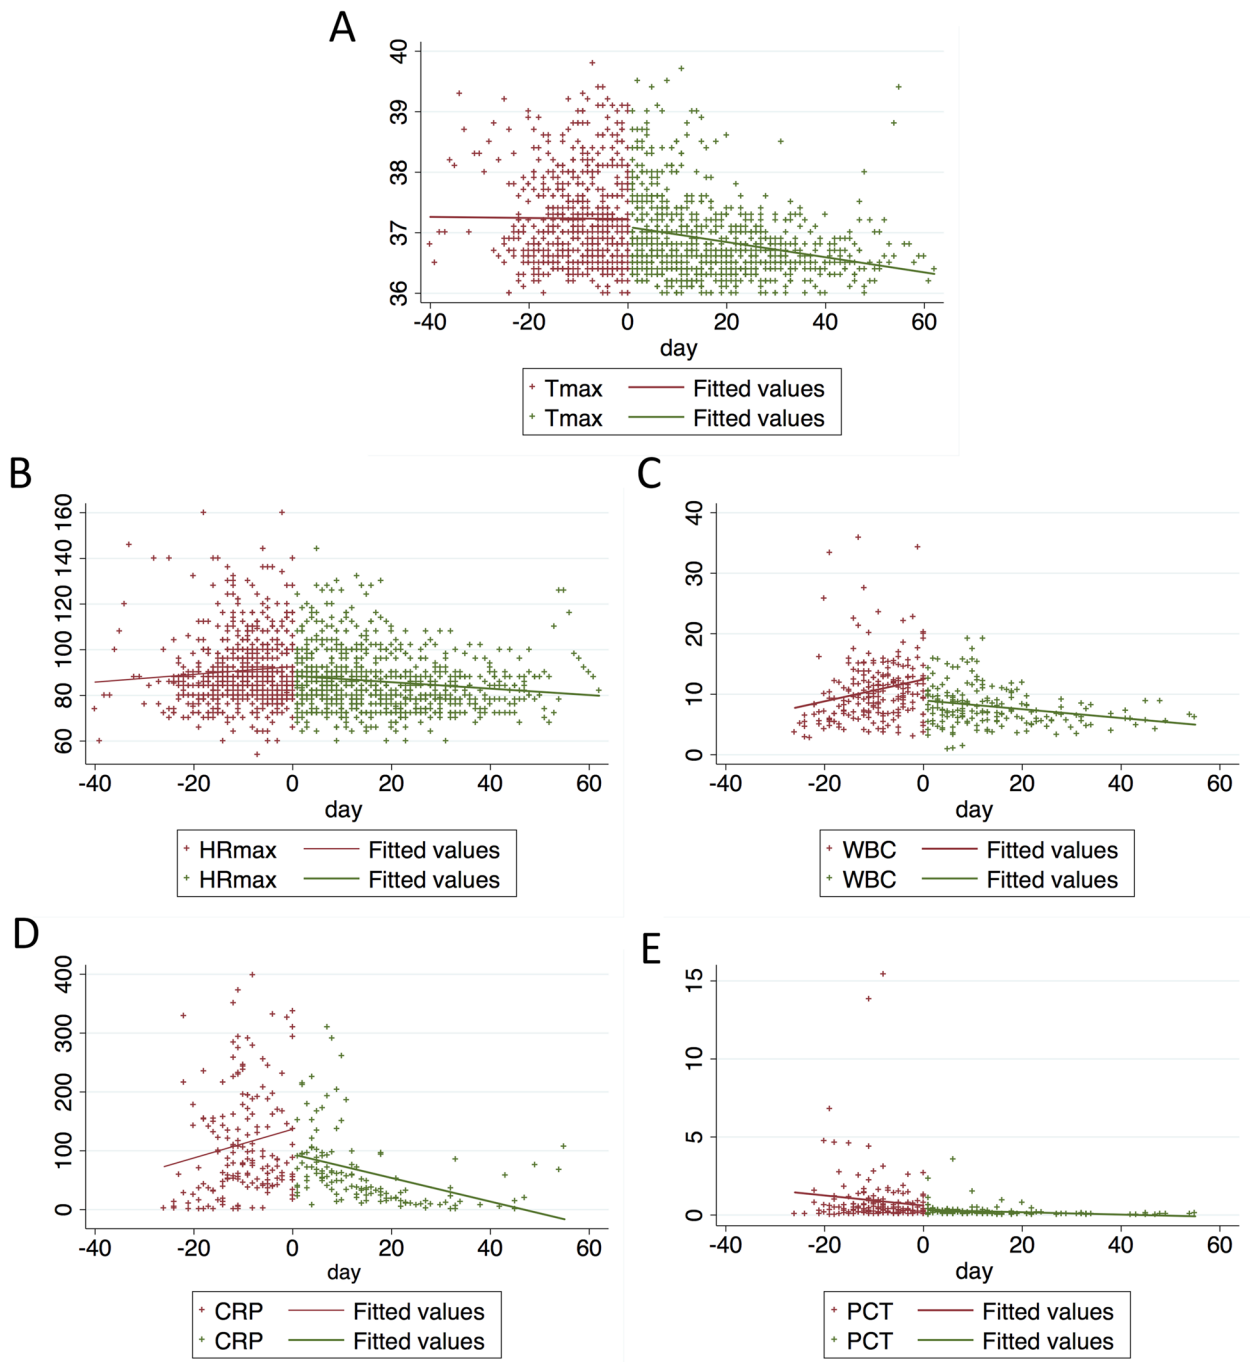 A
40
39
38
37
36
-40 -20 0 20 40 60
day
Tmax Fitted values
Tmax Fitted values
B
160
140
120
100
80
60
-40 -20 0 20 40 60
day
HRmax Fitted values
HRmax Fitted values
C
40
30
20
10
0
-40 -20 0 20 40 60
day
WBC Fitted values
WBC Fitted values
D
400
300
200
100
0
-40 -20 0 20 40 60
day
CRP Fitted values
CRP Fitted values
E
15
10
5
0
-40 -20 0 20 40 60
day
PCT Fitted values
PCT Fitted values